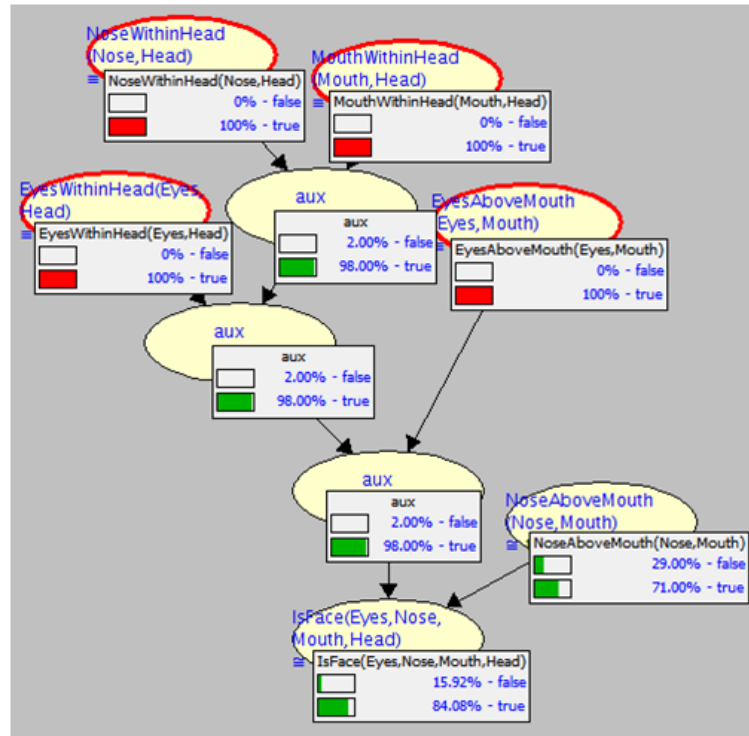 NoseWithinHead
(Nose,Head)
NoseWithinHead(Nose,Head)
0% - false
100% - true
MouthWithinHead
(Mouth,Head)
MouthWithinHead(Mouth,Head)
0% - false
100% - true
aux
aux
2.00% - false
98.00% - true
EyesWithinHead(Eyes,
Head)
EyesWithinHead(Eyes,Head)
0% - false
100% - true
EyesAboveMouth
(Eyes,Mouth)
EyesAboveMouth(Eyes,Mouth)
0% - false
100% - true
aux
aux
2.00% - false
98.00% - true
aux
aux
2.00% - false
98.00% - true
NoseAboveMouth
(Nose,Mouth)
NoseAboveMouth(Nose,Mouth)
29.00% - false
71.00% - true
IsFace(Eyes,Nose,
Mouth,Head)
IsFace(Eyes,Nose,Mouth,Head)
15.92% - false
84.08% - true